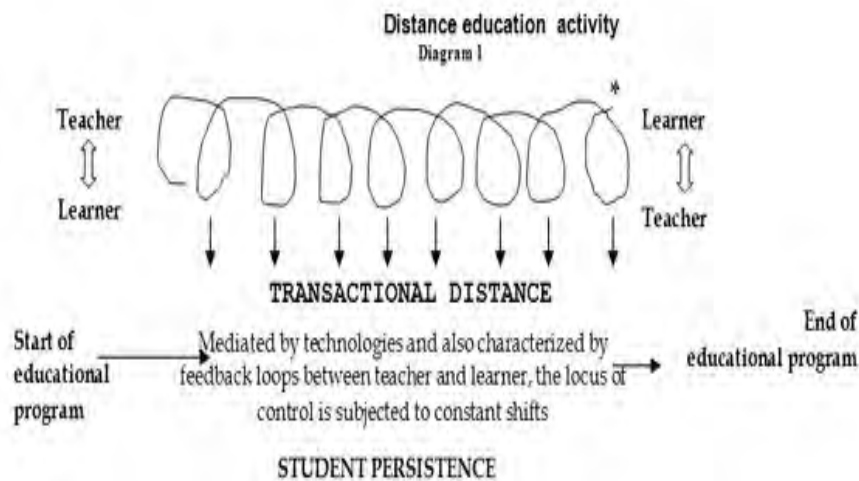 Distance education activity
Diagram 1
*
Teacher
Learner
Learner
Teacher
TRANSACTIONAL DISTANCE
Start of
educational
program
Mediated by technologies and also characterized by
feedback loops between teacher and learner, the locus of
control is subjected to constant shifts
End of
educational program
STUDENT PERSISTENCE